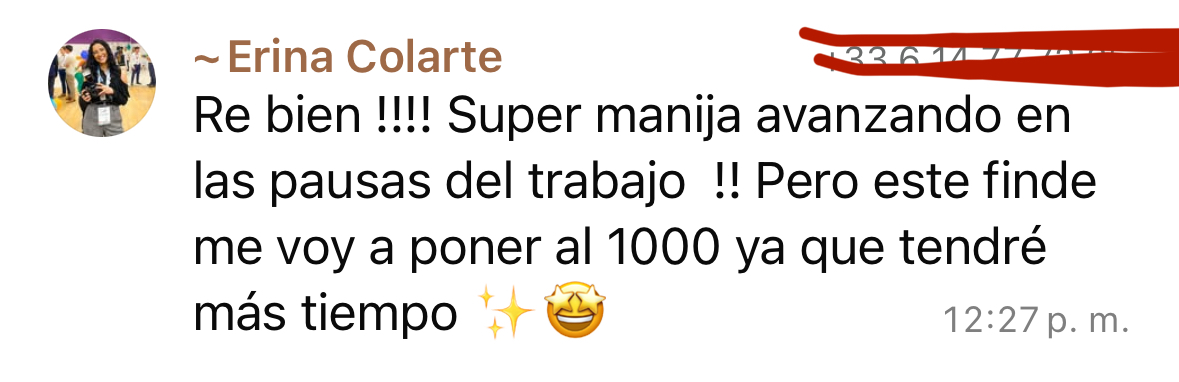 ~Erina Colarte
Re bien !!!! Super manija avanzando en
las pausas del trabajo !! Pero este finde
me voy a poner al 1000 ya que tendré
más tiempo ✨🤩
12:27 p. m.